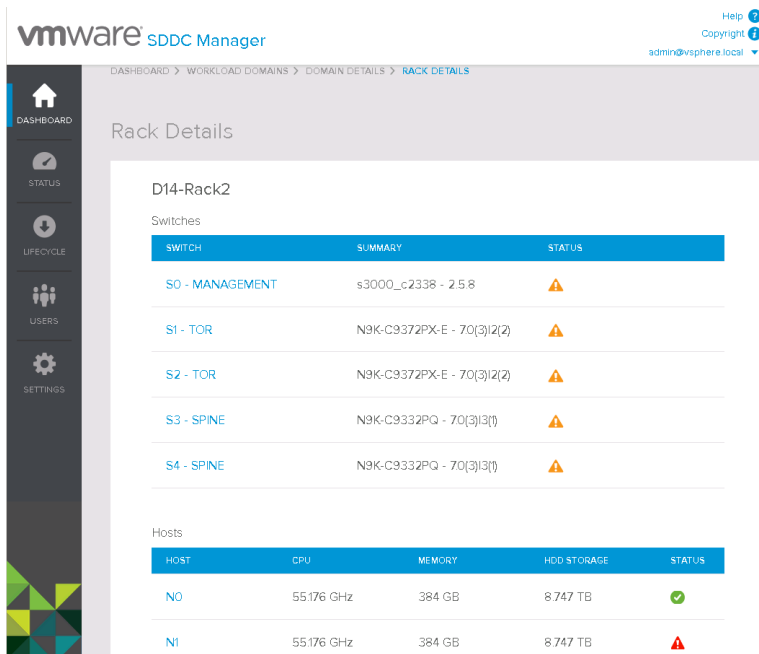 vmware SDDC Manager
Help ?
Copyright i
admin@vsphere.local
DASHBOARD > WORKLOAD DOMAINS > DOMAIN DETAILS > RACK DETAILS
DASHBOARD
STATUS
LIFECYCLE
USERS
SETTINGS
Rack Details
D14-Rack2
Switches
SWITCH SUMMARY STATUS
S0 - MANAGEMENT s3000_c2338 - 2.5.8
S1 - TOR N9K-C9372PX-E - 7.0(3)I2(2)
S2 - TOR N9K-C9372PX-E - 7.0(3)I2(2)
S3 - SPINE N9K-C9332PQ - 7.0(3)I3(1)
S4 - SPINE N9K-C9332PQ - 7.0(3)I3(1)
Hosts
HOST CPU MEMORY HDD STORAGE STATUS
N0 55.176 GHz 384 GB 8.747 TB
N1 55.176 GHz 384 GB 8.747 TB